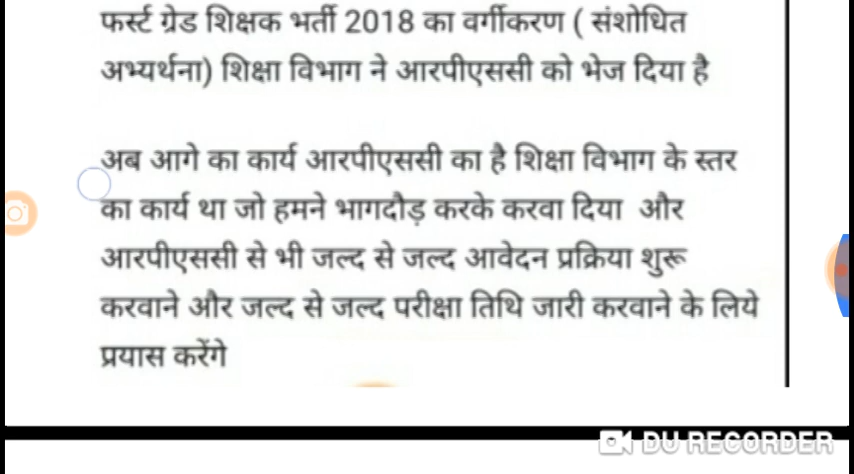 फर्स्ट ग्रेड शिक्षक भर्ती 2018 का वर्गीकरण ( संशोधित
अभ्यर्थना) शिक्षा विभाग ने आरपीएससी को भेज दिया है
अब आगे का कार्य आरपीएससी का है शिक्षा विभाग के स्तर
का कार्य था जो हमने भागदौड़ करके करवा दिया और
आरपीएससी से भी जल्द से जल्द आवेदन प्रक्रिया शुरू
करवाने और जल्द से जल्द परीक्षा तिथि जारी करवाने के लिये
प्रयास करेंगे
DU RECORDER